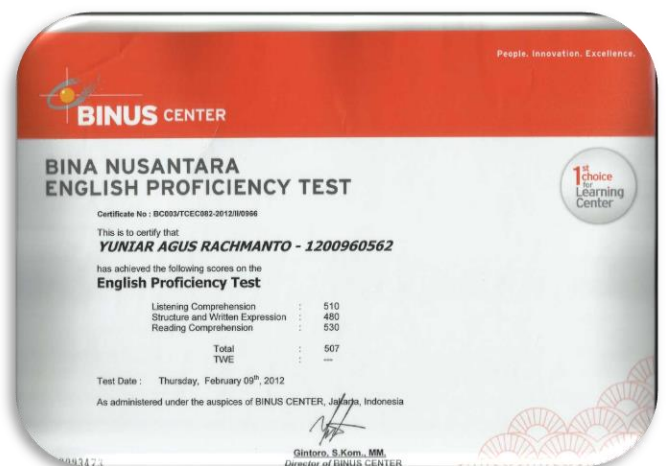 People. Innovation. Excellence.
BINUS CENTER
BINA NUSANTARA
ENGLISH PROFICIENCY TEST
1st
choice
for
Learning
Center
Certificate No : BC003/TCEC082-2012/II/0966
This is to certify that
YUNIAR AGUS RACHMANTO - 1200960562
has achieved the following scores on the
English Proficiency Test
Listening Comprehension : 510
Structure and Written Expression : 480
Reading Comprehension : 530
Total : 507
TWE : ---
Test Date : Thursday, February 09th, 2012
As administered under the auspices of BINUS CENTER, Jakarta, Indonesia
Gintoro, S.Kom., MM.
Director of BINUS CENTER